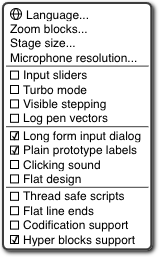 Language...
Zoom blocks...
Stage size...
Microphone resolution...
Input sliders
Turbo mode
Visible stepping
Log pen vectors
Long form input dialog
Plain prototype labels
Clicking sound
Flat design
Thread safe scripts
Flat line ends
Codification support
Hyper blocks support